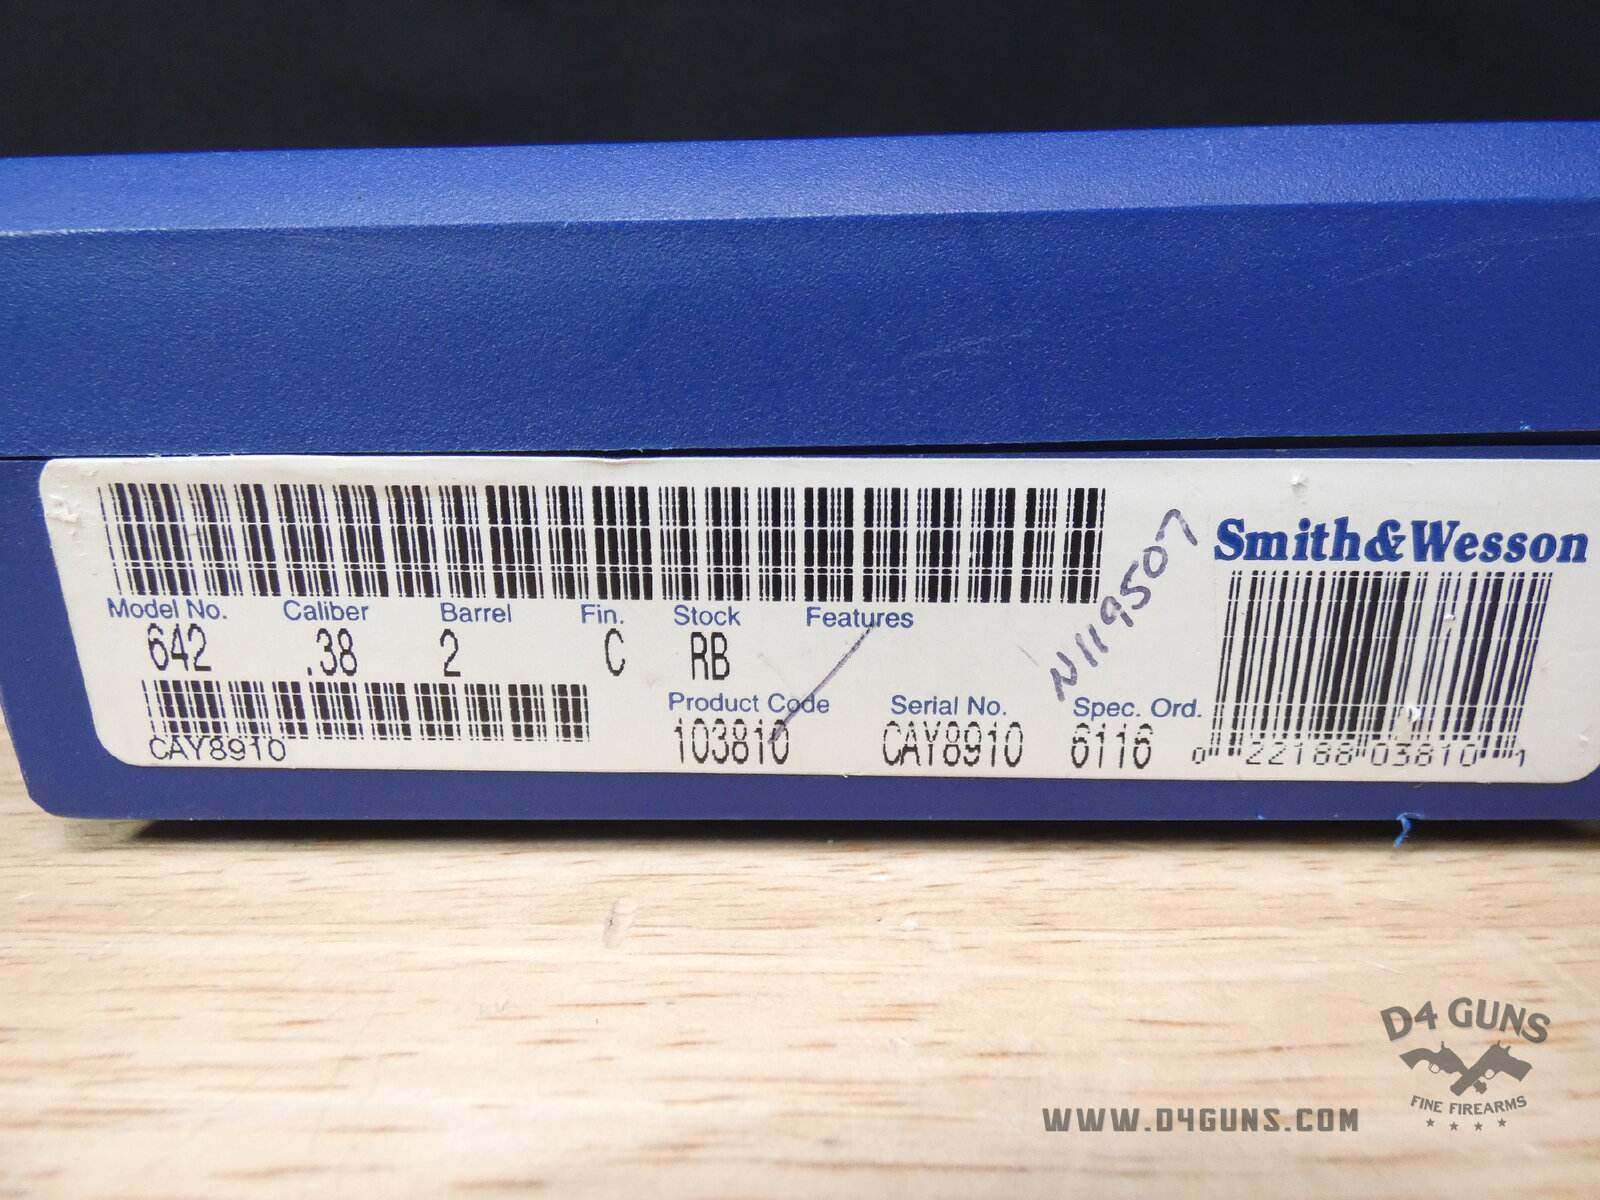 Smith&Wesson
Model No. Caliber Barrel Fin. Stock Features
642 .38 2 C RB
N119507
Product Code Serial No. Spec. Ord.
103810 CAY8910 6116
CAY8910
0 22188 03810 1
D4 GUNS
FINE FIREARMS
WWW.D4GUNS.COM